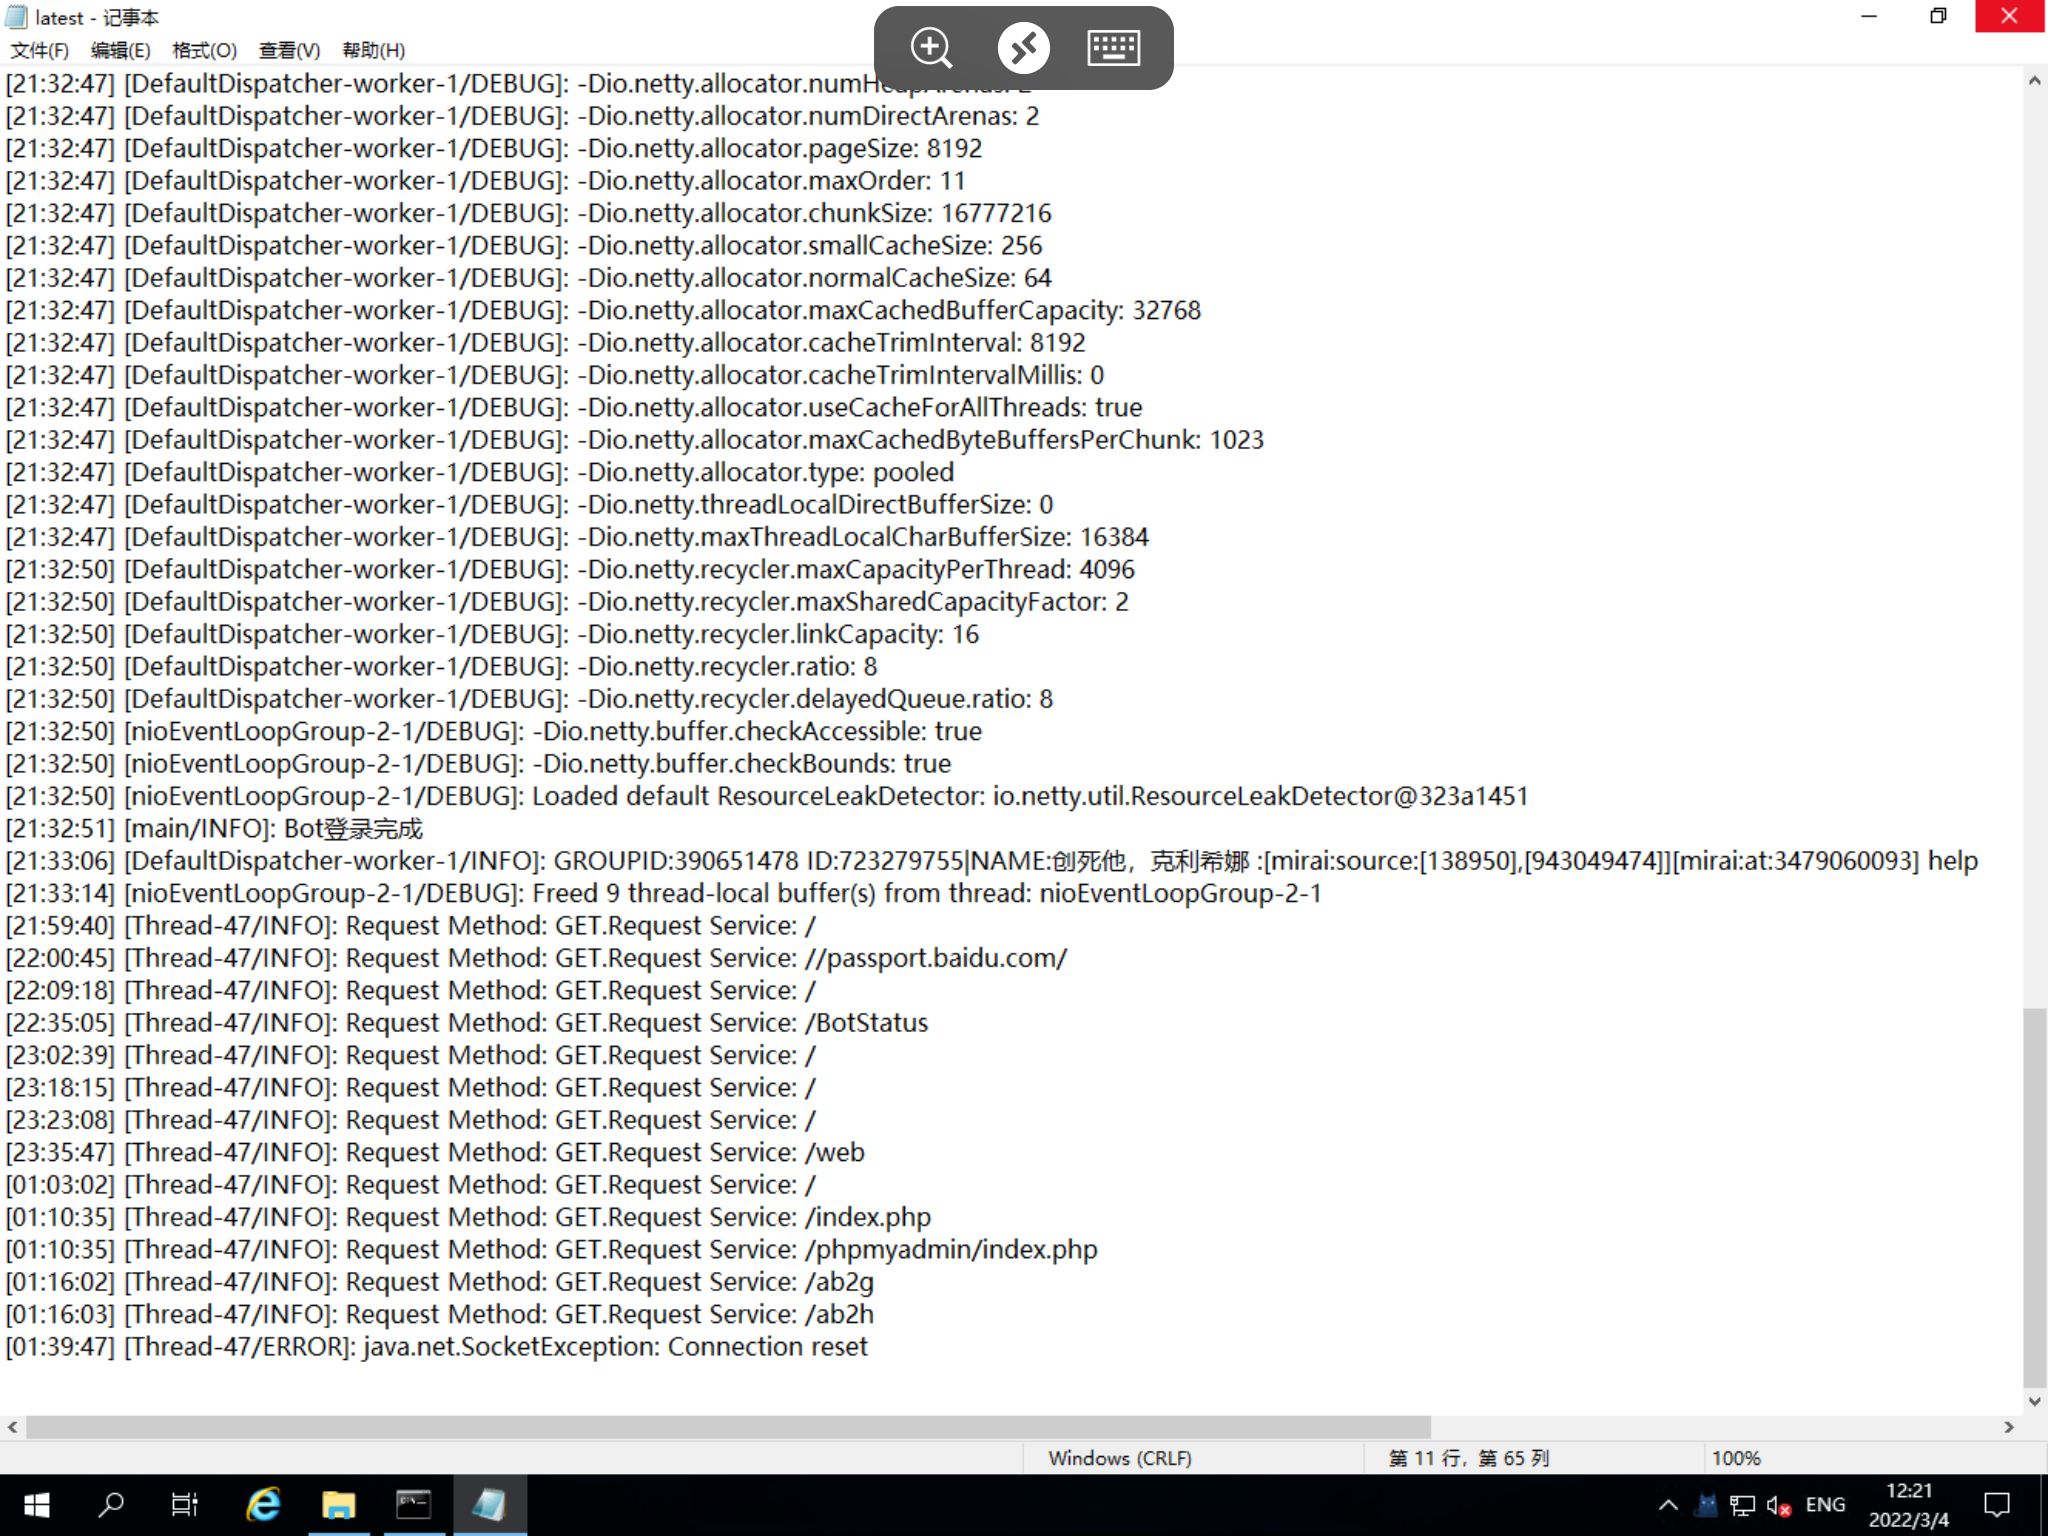 latest - 记事本
文件(F) 编辑(E) 格式(O) 查看(V) 帮助(H)
[21:32:47] [DefaultDispatcher-worker-1/DEBUG]: -Dio.netty.allocator.numHeapArenas: 2
[21:32:47] [DefaultDispatcher-worker-1/DEBUG]: -Dio.netty.allocator.numDirectArenas: 2
[21:32:47] [DefaultDispatcher-worker-1/DEBUG]: -Dio.netty.allocator.pageSize: 8192
[21:32:47] [DefaultDispatcher-worker-1/DEBUG]: -Dio.netty.allocator.maxOrder: 11
[21:32:47] [DefaultDispatcher-worker-1/DEBUG]: -Dio.netty.allocator.chunkSize: 16777216
[21:32:47] [DefaultDispatcher-worker-1/DEBUG]: -Dio.netty.allocator.smallCacheSize: 256
[21:32:47] [DefaultDispatcher-worker-1/DEBUG]: -Dio.netty.allocator.normalCacheSize: 64
[21:32:47] [DefaultDispatcher-worker-1/DEBUG]: -Dio.netty.allocator.maxCachedBufferCapacity: 32768
[21:32:47] [DefaultDispatcher-worker-1/DEBUG]: -Dio.netty.allocator.cacheTrimInterval: 8192
[21:32:47] [DefaultDispatcher-worker-1/DEBUG]: -Dio.netty.allocator.cacheTrimIntervalMillis: 0
[21:32:47] [DefaultDispatcher-worker-1/DEBUG]: -Dio.netty.allocator.useCacheForAllThreads: true
[21:32:47] [DefaultDispatcher-worker-1/DEBUG]: -Dio.netty.allocator.maxCachedByteBuffersPerChunk: 1023
[21:32:47] [DefaultDispatcher-worker-1/DEBUG]: -Dio.netty.allocator.type: pooled
[21:32:47] [DefaultDispatcher-worker-1/DEBUG]: -Dio.netty.threadLocalDirectBufferSize: 0
[21:32:47] [DefaultDispatcher-worker-1/DEBUG]: -Dio.netty.maxThreadLocalCharBufferSize: 16384
[21:32:50] [DefaultDispatcher-worker-1/DEBUG]: -Dio.netty.recycler.maxCapacityPerThread: 4096
[21:32:50] [DefaultDispatcher-worker-1/DEBUG]: -Dio.netty.recycler.maxSharedCapacityFactor: 2
[21:32:50] [DefaultDispatcher-worker-1/DEBUG]: -Dio.netty.recycler.linkCapacity: 16
[21:32:50] [DefaultDispatcher-worker-1/DEBUG]: -Dio.netty.recycler.ratio: 8
[21:32:50] [DefaultDispatcher-worker-1/DEBUG]: -Dio.netty.recycler.delayedQueue.ratio: 8
[21:32:50] [nioEventLoopGroup-2-1/DEBUG]: -Dio.netty.buffer.checkAccessible: true
[21:32:50] [nioEventLoopGroup-2-1/DEBUG]: -Dio.netty.buffer.checkBounds: true
[21:32:50] [nioEventLoopGroup-2-1/DEBUG]: Loaded default ResourceLeakDetector: io.netty.util.ResourceLeakDetector@323a1451
[21:32:51] [main/INFO]: Bot登录完成
[21:33:06] [DefaultDispatcher-worker-1/INFO]: GROUPID:390651478 ID:723279755|NAME:创死他，克利希娜 :[mirai:source:[138950],[943049474]][mirai:at:3479060093] help
[21:33:14] [nioEventLoopGroup-2-1/DEBUG]: Freed 9 thread-local buffer(s) from thread: nioEventLoopGroup-2-1
[21:59:40] [Thread-47/INFO]: Request Method: GET.Request Service: /
[22:00:45] [Thread-47/INFO]: Request Method: GET.Request Service: //passport.baidu.com/
[22:09:18] [Thread-47/INFO]: Request Method: GET.Request Service: /
[22:35:05] [Thread-47/INFO]: Request Method: GET.Request Service: /BotStatus
[23:02:39] [Thread-47/INFO]: Request Method: GET.Request Service: /
[23:18:15] [Thread-47/INFO]: Request Method: GET.Request Service: /
[23:23:08] [Thread-47/INFO]: Request Method: GET.Request Service: /
[23:35:47] [Thread-47/INFO]: Request Method: GET.Request Service: /web
[01:03:02] [Thread-47/INFO]: Request Method: GET.Request Service: /
[01:10:35] [Thread-47/INFO]: Request Method: GET.Request Service: /index.php
[01:10:35] [Thread-47/INFO]: Request Method: GET.Request Service: /phpmyadmin/index.php
[01:16:02] [Thread-47/INFO]: Request Method: GET.Request Service: /ab2g
[01:16:03] [Thread-47/INFO]: Request Method: GET.Request Service: /ab2h
[01:39:47] [Thread-47/ERROR]: java.net.SocketException: Connection reset
Windows (CRLF) 第 11 行，第 65 列 100%
ENG
12:21
2022/3/4